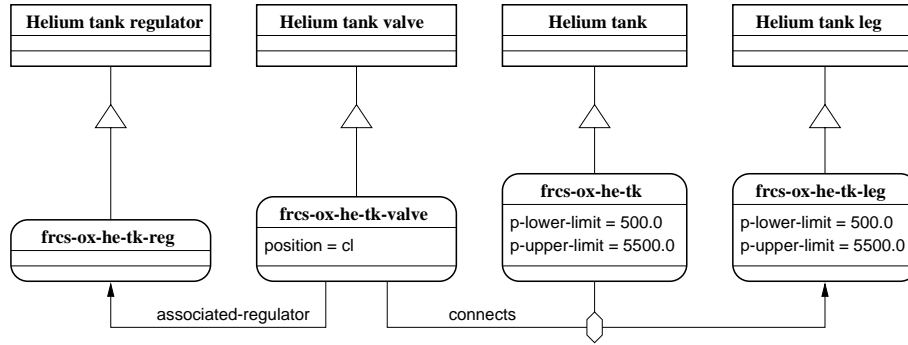 Helium tank regulator
Helium tank valve
Helium tank
Helium tank leg
frcs-ox-he-tk-reg
frcs-ox-he-tk-valve
position = cl
frcs-ox-he-tk
p-lower-limit = 500.0
p-upper-limit = 5500.0
frcs-ox-he-tk-leg
p-lower-limit = 500.0
p-upper-limit = 5500.0
associated-regulator
connects